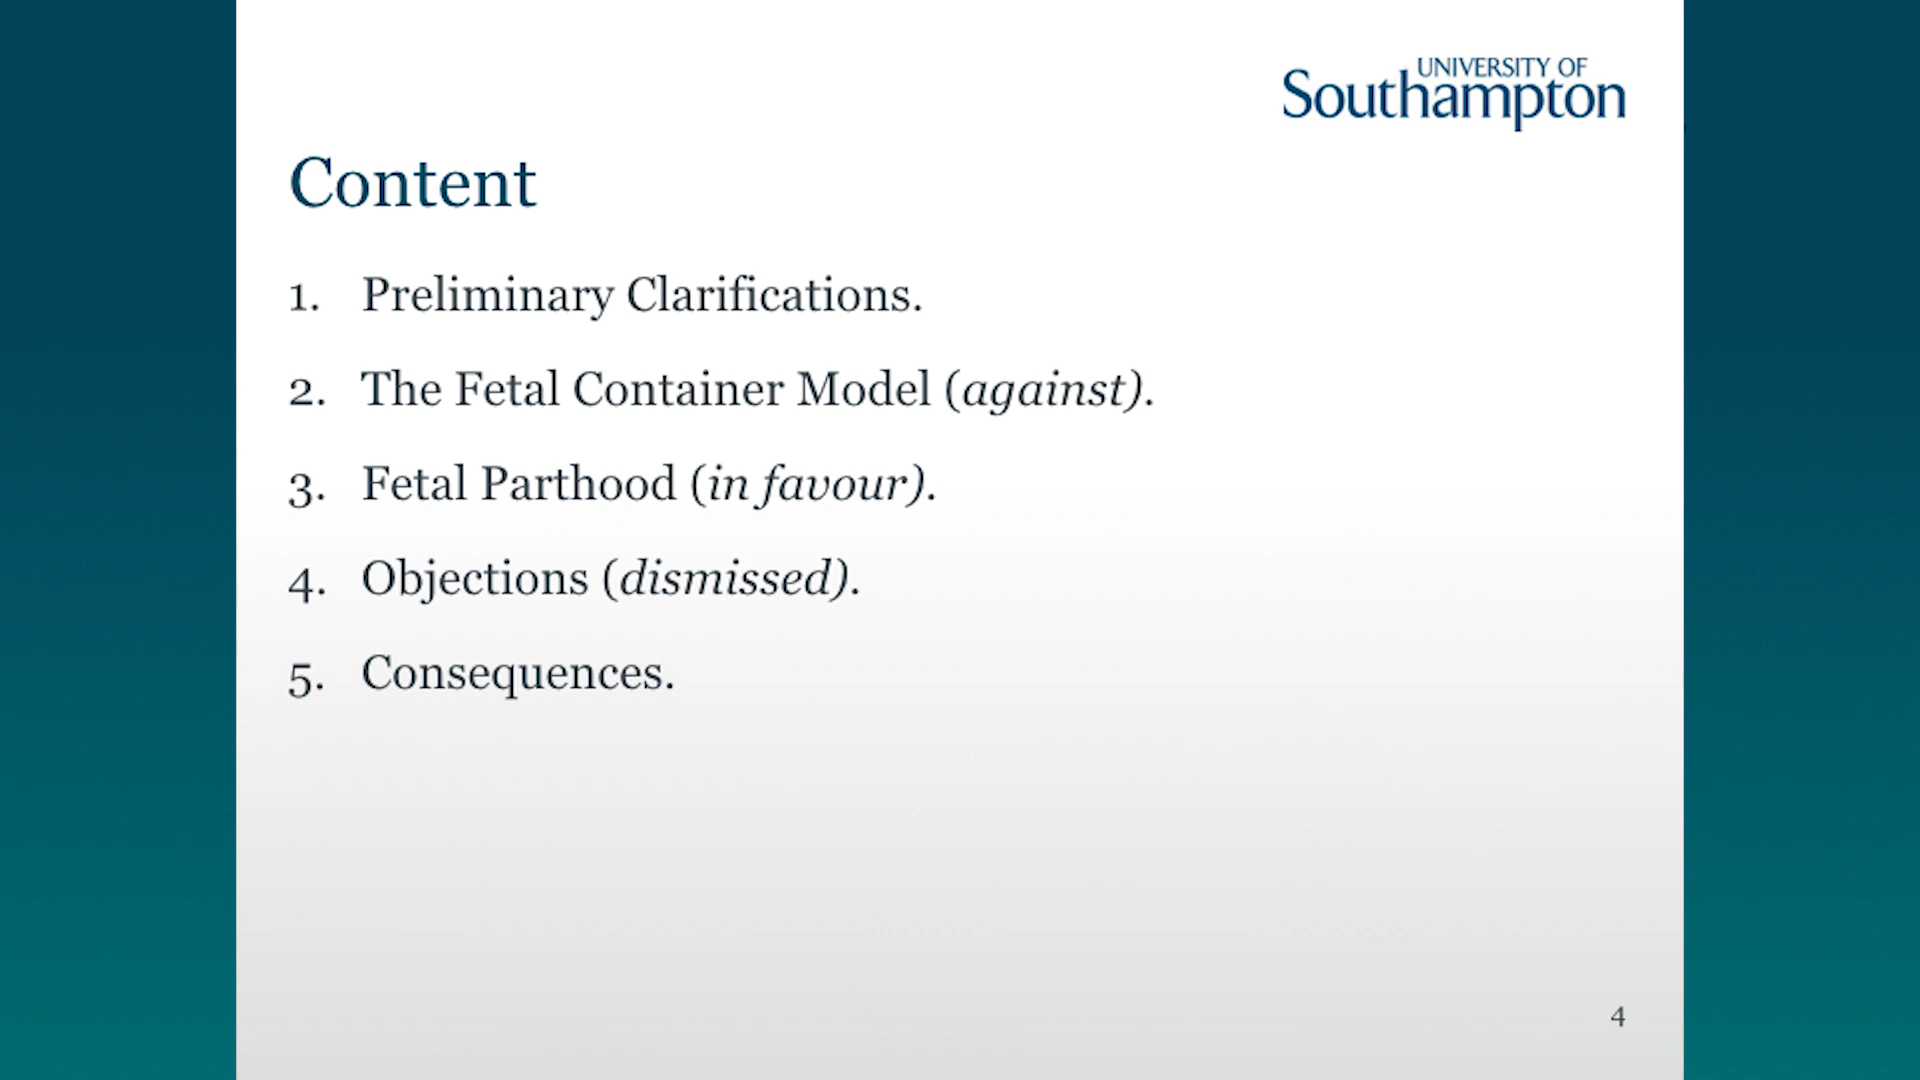 UNIVERSITY OF
Southampton
Content
1. Preliminary Clarifications.
2. The Fetal Container Model (against).
3. Fetal Parthood (in favour).
4. Objections (dismissed).
5. Consequences.
4